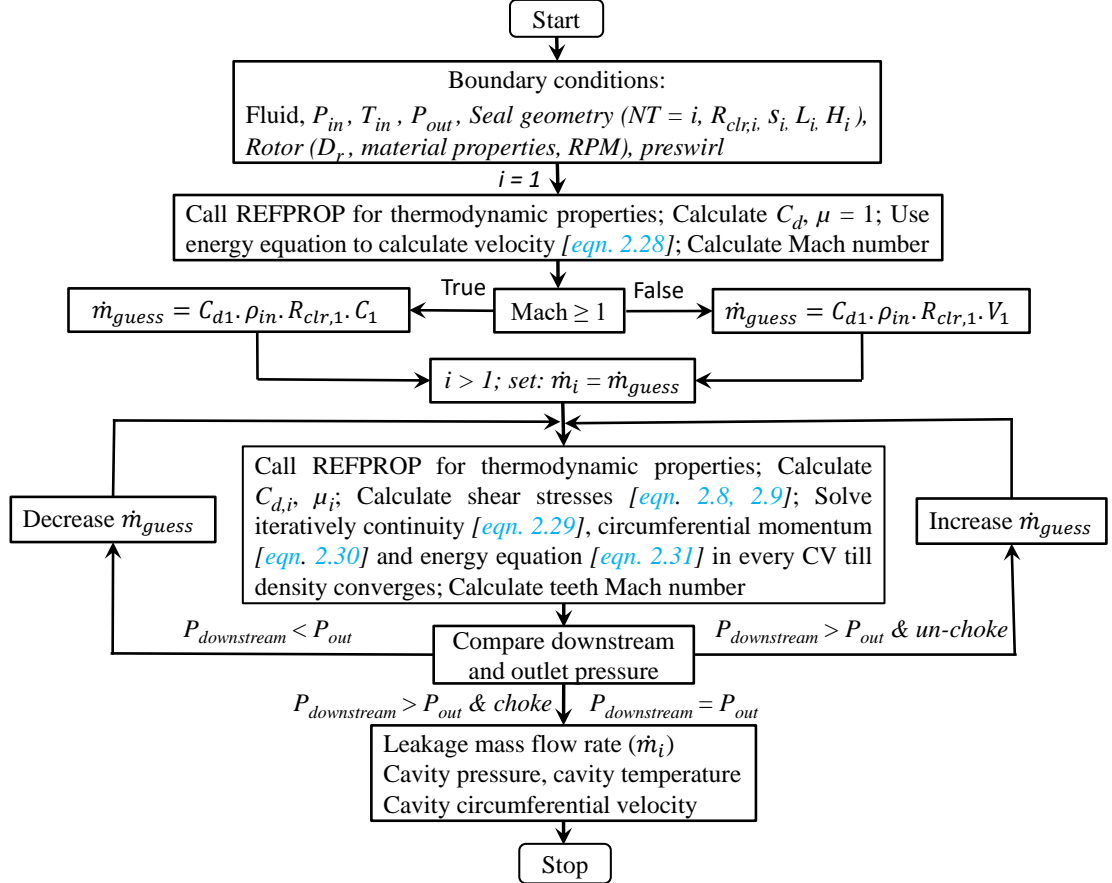 Start
Boundary conditions:
Fluid, P_in, T_in , P_out, Seal geometry (NT = i, R_clr,i, s_i, L_i, H_i ),
Rotor (D_r , material properties, RPM), preswirl
i = 1
Call REFPROP for thermodynamic properties; Calculate C_d, μ = 1; Use
energy equation to calculate velocity [eqn. 2.28]; Calculate Mach number
True
False
ṁ_guess = C_d1. ρ_in. R_clr,1. C_1
Mach ≥ 1
ṁ_guess = C_d1. ρ_in. R_clr,1. V_1
i > 1; set: ṁ_i = ṁ_guess
Call REFPROP for thermodynamic properties; Calculate
C_d,i, μ_i; Calculate shear stresses [eqn. 2.8, 2.9]; Solve
iteratively continuity [eqn. 2.29], circumferential momentum
[eqn. 2.30] and energy equation [eqn. 2.31] in every CV till
density converges; Calculate teeth Mach number
Decrease ṁ_guess
Increase ṁ_guess
P_downstream < P_out
P_downstream > P_out & un-choke
Compare downstream
and outlet pressure
P_downstream > P_out & choke
P_downstream = P_out
Leakage mass flow rate (ṁ_i)
Cavity pressure, cavity temperature
Cavity circumferential velocity
Stop